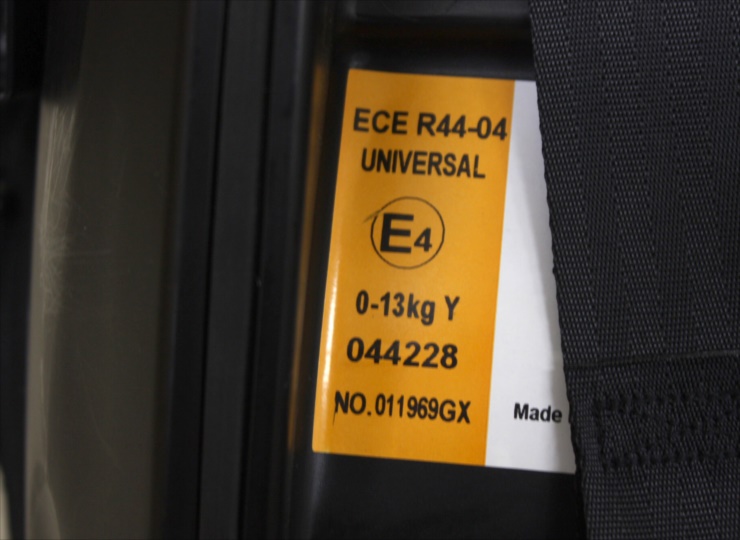 ECE R44-04
UNIVERSAL
E4
0-13kg Y
044228
NO. 011969GX
Made